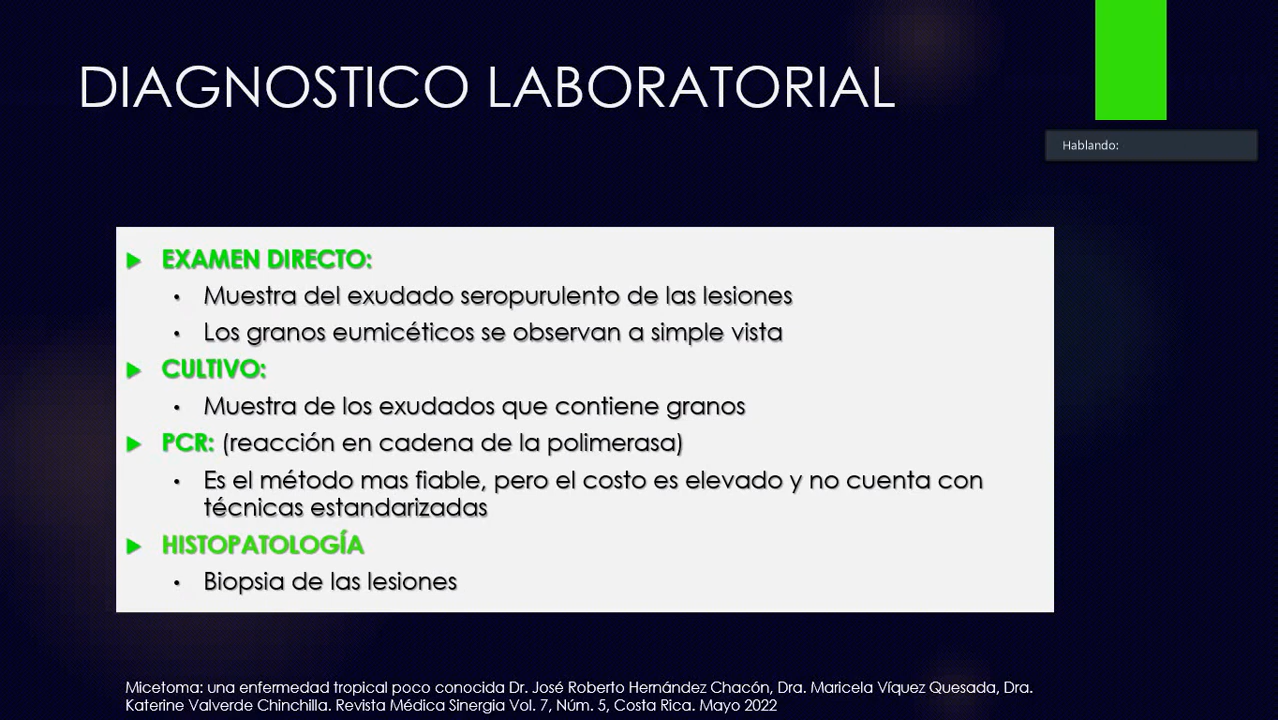 DIAGNOSTICO LABORATORIAL
Hablando:
EXAMEN DIRECTO:
• Muestra del exudado seropurulento de las lesiones
• Los granos eumicéticos se observan a simple vista
CULTIVO:
• Muestra de los exudados que contiene granos
PCR: (reacción en cadena de la polimerasa)
• Es el método mas fiable, pero el costo es elevado y no cuenta con
técnicas estandarizadas
HISTOPATOLOGÍA
• Biopsia de las lesiones
Micetoma: una enfermedad tropical poco conocida Dr. José Roberto Hernández Chacón, Dra. Maricela Víquez Quesada, Dra.
Katerine Valverde Chinchilla. Revista Médica Sinergia Vol. 7, Núm. 5, Costa Rica. Mayo 2022